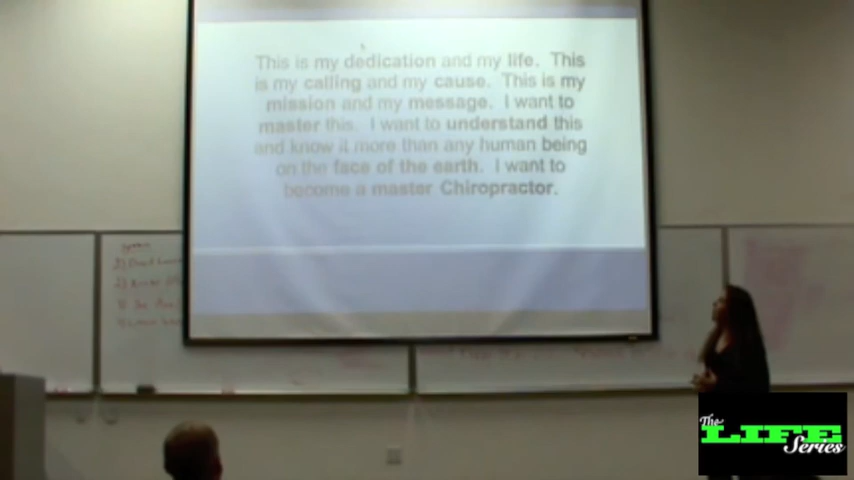 This is my dedication and my life. This
is my calling and my cause. This is my
mission and my message. I want to
master this. I want to understand this
and know it more than any human being
on the face of the earth. I want to
become a master Chiropractor.
The
LIFE
Series